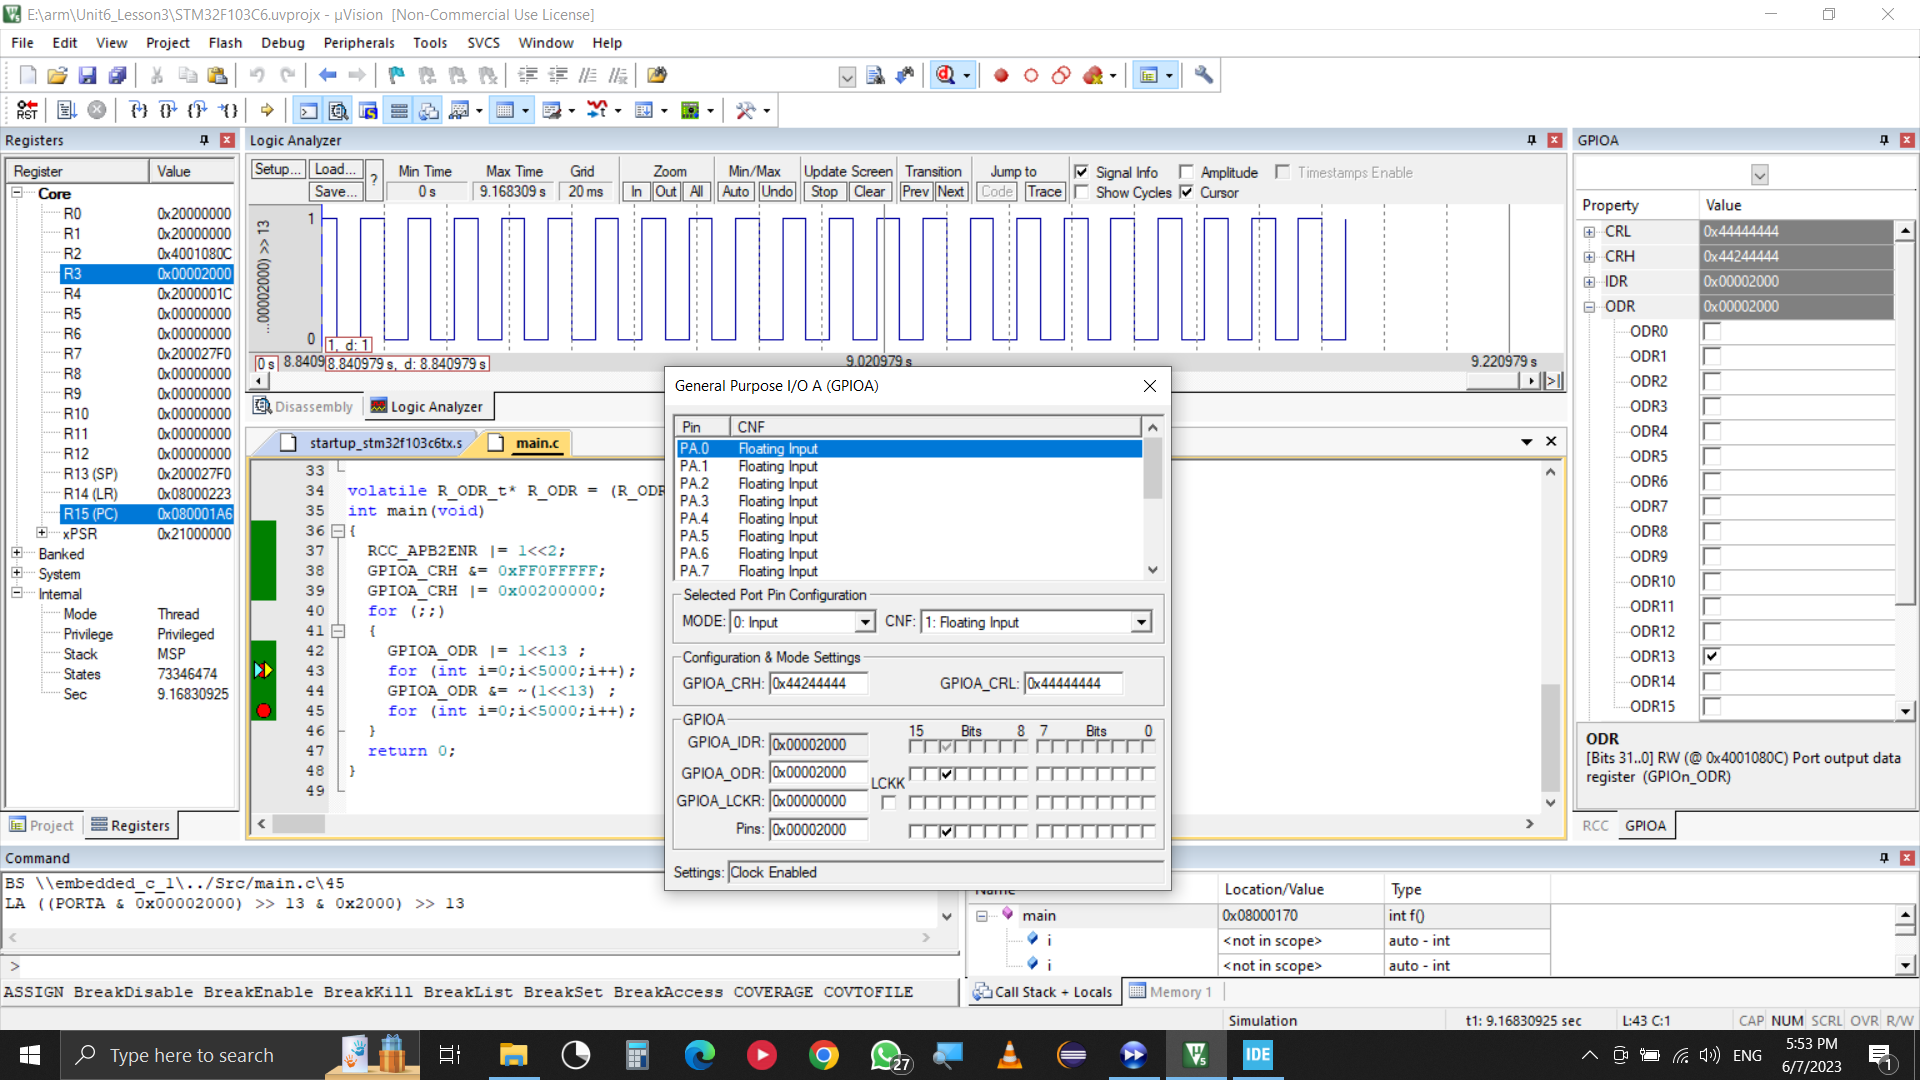 E:\arm\Unit6_Lesson3\STM32F103C6.uvprojx - µVision [Non-Commercial Use License]
File Edit View Project Flash Debug Peripherals Tools SVCS Window Help
Registers
Register Value
Core
R0 0x20000000
R1 0x20000000
R2 0x4001080C
R3 0x00002000
R4 0x2000001C
R5 0x00000000
R6 0x00000000
R7 0x200027F0
R8 0x00000000
R9 0x00000000
R10 0x00000000
R11 0x00000000
R12 0x00000000
R13 (SP) 0x200027F0
R14 (LR) 0x08000223
R15 (PC) 0x080001A6
xPSR 0x21000000
Banked
System
Internal
Mode Thread
Privilege Privileged
Stack MSP
States 73346474
Sec 9.16830925
Project Registers
Logic Analyzer
Setup... Load... Save... ?
Min Time Max Time Grid Zoom Min/Max Update Screen Transition Jump to
0 s 9.168309 s 20 ms In Out All Auto Undo Stop Clear Prev Next Code Trace
Signal Info Amplitude Timestamps Enable
Show Cycles Cursor
...00002000) >> 13
1
0
1, d: 1
0 s 8.8409 8.840979 s, d: 8.840979 s 9.020979 s 9.220979 s
Disassembly Logic Analyzer
startup_stm32f103c6tx.s main.c
33
34 volatile R_ODR_t* R_ODR = (R_ODR
35 int main(void)
36 {
37 RCC_APB2ENR |= 1<<2;
38 GPIOA_CRH &= 0xFF0FFFFF;
39 GPIOA_CRH |= 0x00200000;
40 for (;;)
41 {
42 GPIOA_ODR |= 1<<13 ;
43 for (int i=0;i<5000;i++);
44 GPIOA_ODR &= ~(1<<13) ;
45 for (int i=0;i<5000;i++);
46 }
47 return 0;
48 }
49
General Purpose I/O A (GPIOA)
Pin CNF
PA.0 Floating Input
PA.1 Floating Input
PA.2 Floating Input
PA.3 Floating Input
PA.4 Floating Input
PA.5 Floating Input
PA.6 Floating Input
PA.7 Floating Input
Selected Port Pin Configuration
MODE: 0: Input CNF: 1: Floating Input
Configuration & Mode Settings
GPIOA_CRH: 0x44244444 GPIOA_CRL: 0x44444444
GPIOA
15 Bits 8 7 Bits 0
GPIOA_IDR: 0x00002000
GPIOA_ODR: 0x00002000
LCKK
GPIOA_LCKR: 0x00000000
Pins: 0x00002000
Settings: Clock Enabled
GPIOA
Property Value
CRL 0x44444444
CRH 0x44244444
IDR 0x00002000
ODR 0x00002000
ODR0
ODR1
ODR2
ODR3
ODR4
ODR5
ODR6
ODR7
ODR8
ODR9
ODR10
ODR11
ODR12
ODR13
ODR14
ODR15
ODR
[Bits 31..0] RW (@ 0x4001080C) Port output data
register (GPIOn_ODR)
RCC GPIOA
Command
BS \\embedded_c_1\../Src/main.c\45
LA ((PORTA & 0x00002000) >> 13 & 0x2000) >> 13
>
ASSIGN BreakDisable BreakEnable BreakKill BreakList BreakSet BreakAccess COVERAGE COVTOFILE
Name Location/Value Type
main 0x08000170 int f()
i <not in scope> auto - int
i <not in scope> auto - int
Call Stack + Locals Memory 1
Simulation t1: 9.16830925 sec L:43 C:1 CAP NUM SCRL OVR R/W
Type here to search
27
IDE
ENG
5:53 PM
6/7/2023
1